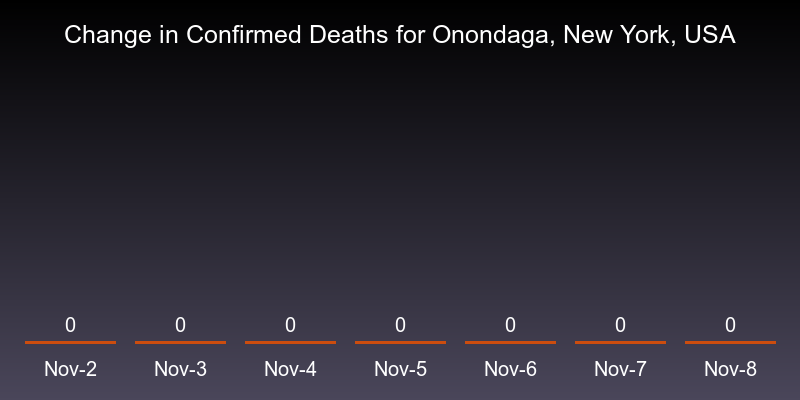 Change in Confirmed Deaths for Onondaga, New York, USA
0 0 0 0 0 0 0
Nov-2 Nov-3 Nov-4 Nov-5 Nov-6 Nov-7 Nov-8